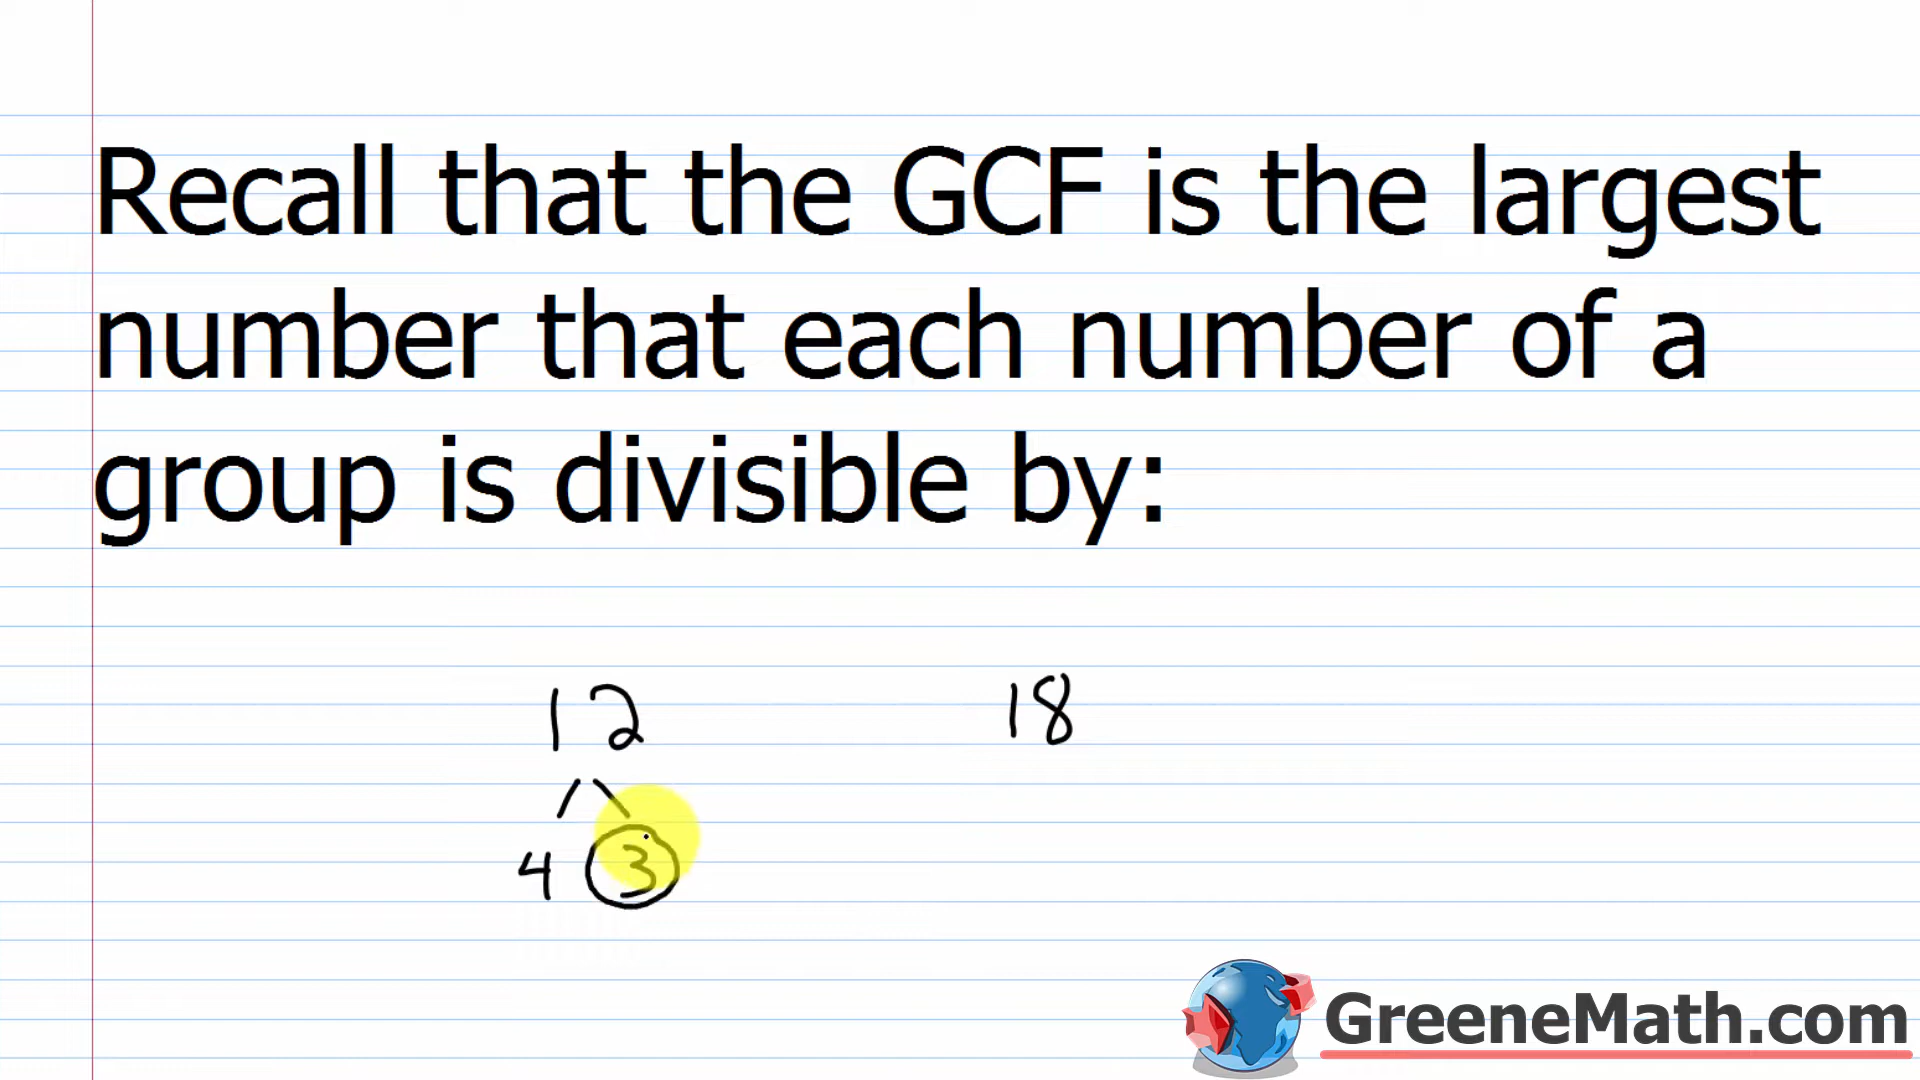 Recall that the GCF is the largest
number that each number of a
group is divisible by:
12 18
4 3
GreeneMath.com